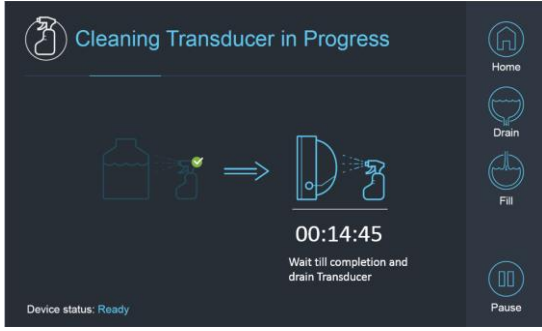 Cleaning Transducer in Progress
Home
Drain
Fill
00:14:45
Wait till completion and
drain Transducer
Device status: Ready
Pause